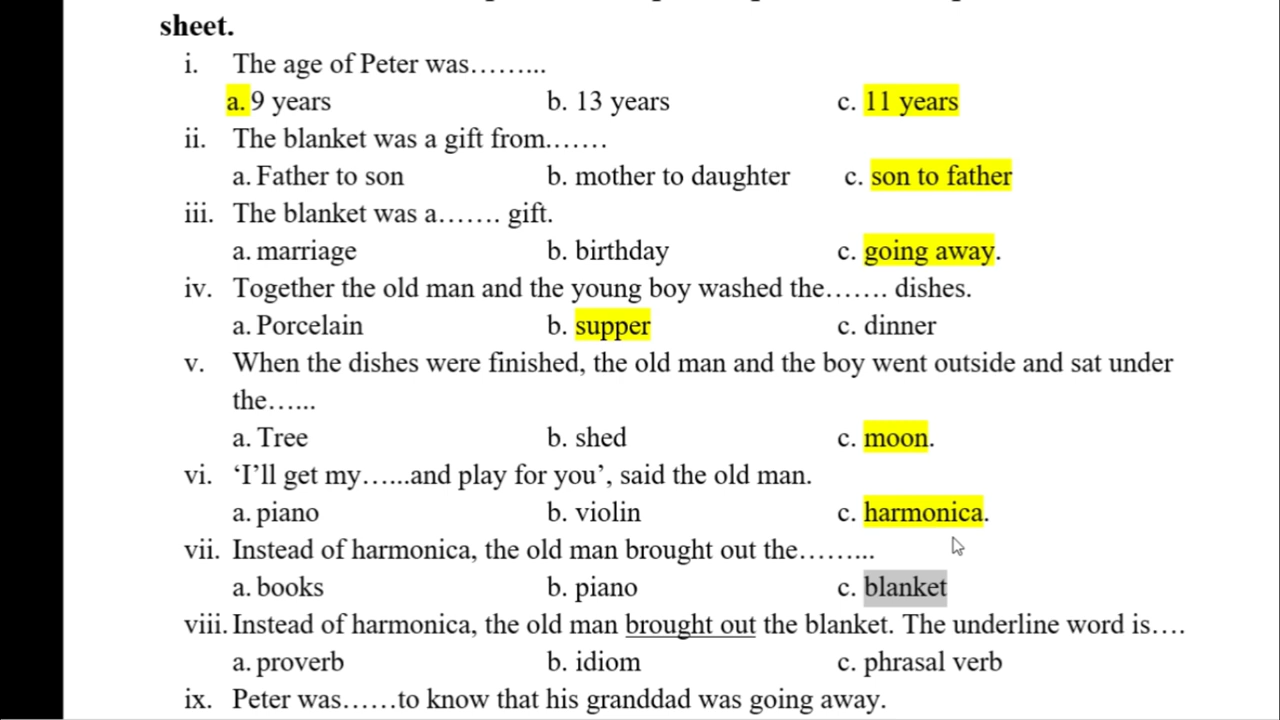 sheet.
i. The age of Peter was………
a. 9 years b. 13 years c. 11 years
ii. The blanket was a gift from.……
a. Father to son b. mother to daughter c. son to father
iii. The blanket was a……. gift.
a. marriage b. birthday c. going away.
iv. Together the old man and the young boy washed the……. dishes.
a. Porcelain b. supper c. dinner
v. When the dishes were finished, the old man and the boy went outside and sat under
the…...
a. Tree b. shed c. moon.
vi. ‘I’ll get my…...and play for you’, said the old man.
a. piano b. violin c. harmonica.
vii. Instead of harmonica, the old man brought out the……...
a. books b. piano c. blanket
viii. Instead of harmonica, the old man brought out the blanket. The underline word is….
a. proverb b. idiom c. phrasal verb
ix. Peter was……to know that his granddad was going away.